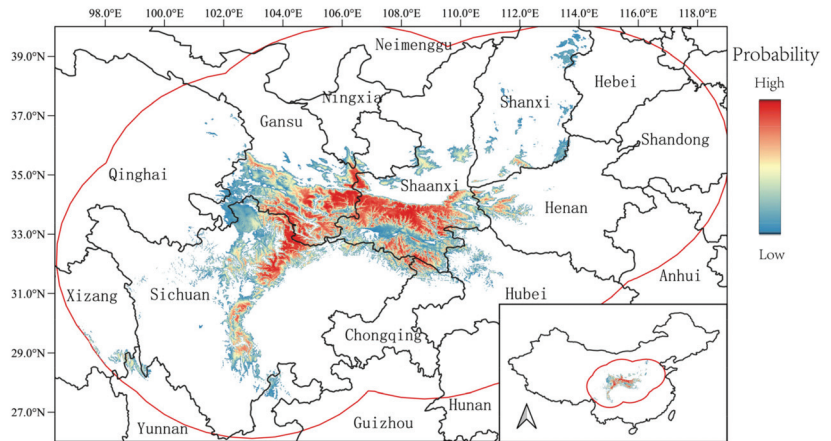 98.0°E 100.0°E 102.0°E 104.0°E 106.0°E 108.0°E 110.0°E 112.0°E 114.0°E 116.0°E 118.0°E
39.0°N
37.0°N
35.0°N
33.0°N
31.0°N
29.0°N
27.0°N
Neimenggu
Ningxia
Gansu
Shanxi
Hebei
Shandong
Qinghai
Shaanxi
Henan
Anhui
Xizang
Sichuan
Hubei
Chongqing
Hunan
Guizhou
Yunnan
Probability
High
Low